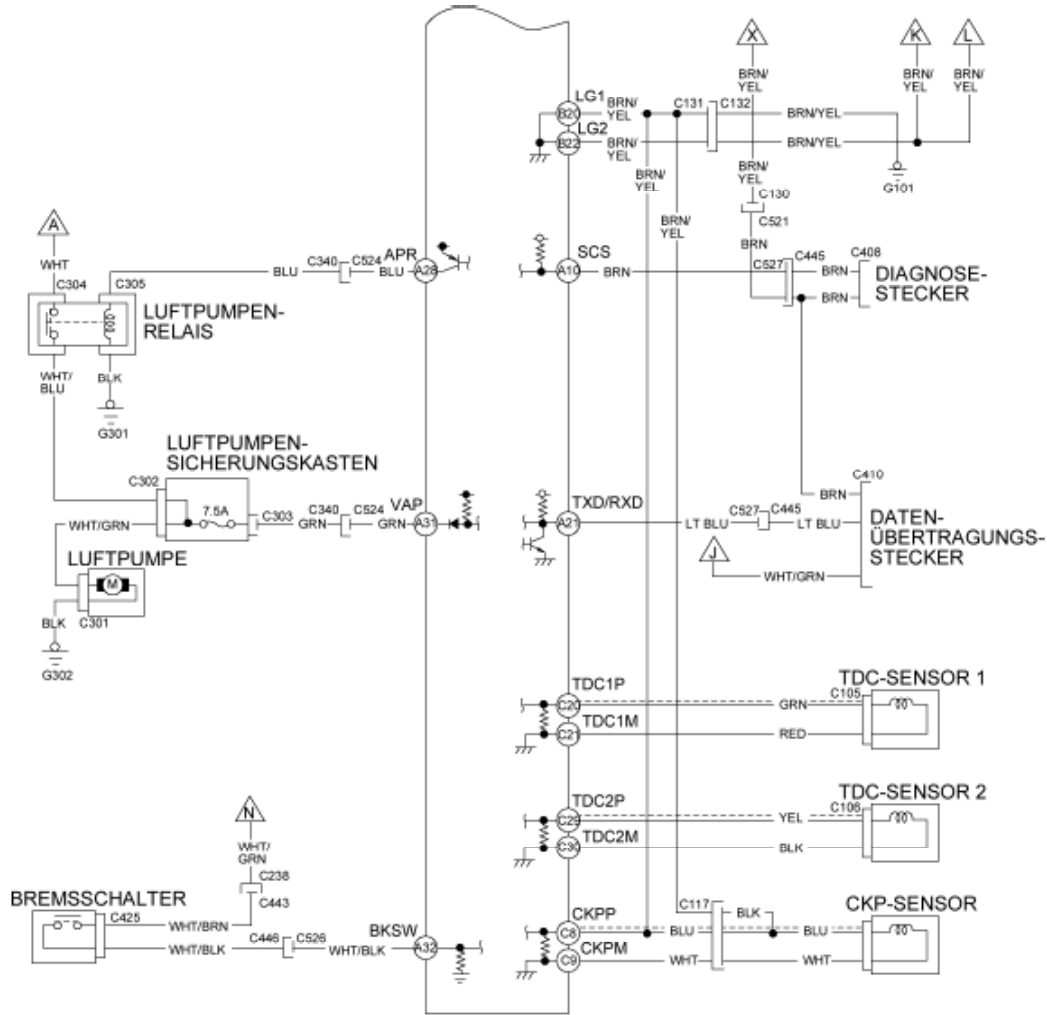 X
K
L
BRN/
YEL
BRN/
YEL
BRN/
YEL
LG1
B20
BRN/
YEL
C131
C132
BRN/YEL
LG2
B22
BRN/
YEL
BRN/YEL
G101
BRN/
YEL
BRN/
YEL
C130
C521
BRN/
YEL
BRN
A
WHT
C304
C305
BLU
C340
C524
BLU
APR
A28
SCS
A10
BRN
C527
C445
BRN
C408
BRN
DIAGNOSE-
STECKER
LUFTPUMPEN-
RELAIS
WHT/
BLU
BLK
G301
LUFTPUMPEN-
SICHERUNGSKASTEN
C302
7.5A
C303
GRN
C340
C524
GRN
VAP
A31
WHT/GRN
LUFTPUMPE
M
BLK
C301
G302
TXD/RXD
A21
LT BLU
C527
C445
LT BLU
C410
BRN
DATEN-
ÜBERTRAGUNGS-
STECKER
J
WHT/GRN
TDC1P
C20
GRN
C105
TDC-SENSOR 1
TDC1M
C21
RED
TDC2P
C29
YEL
C106
TDC-SENSOR 2
TDC2M
C30
BLK
N
WHT/
GRN
C238
C443
BREMSSCHALTER
C425
WHT/BRN
WHT/BLK
C446
C526
WHT/BLK
BKSW
A32
CKPP
C8
BLU
C117
BLK
BLU
CKP-SENSOR
CKPM
C9
WHT
WHT